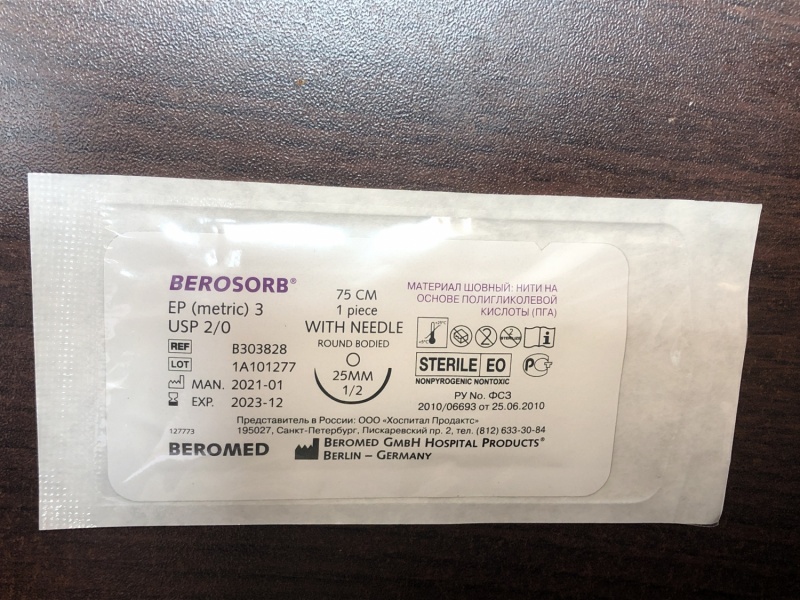 BEROSORB®
EP (metric) 3
USP 2/0
REF B303828
LOT 1A101277
MAN. 2021-01
EXP. 2023-12
75 CM
1 piece
WITH NEEDLE
ROUND BODIED
25MM
1/2
МАТЕРИАЛ ШОВНЫЙ: НИТИ НА
ОСНОВЕ ПОЛИГЛИКОЛЕВОЙ
КИСЛОТЫ (ПГА)
STERILE EO
NONPYROGENIC NONTOXIC
РУ No. ФСЗ
2010/06693 от 25.06.2010
Представитель в России: ООО «Хоспитал Продактс»
195027, Санкт-Петербург, Пискаревский пр. 2, тел. (812) 633-30-84
127773
BEROMED
BEROMED GMBH HOSPITAL PRODUCTS®
BERLIN – GERMANY